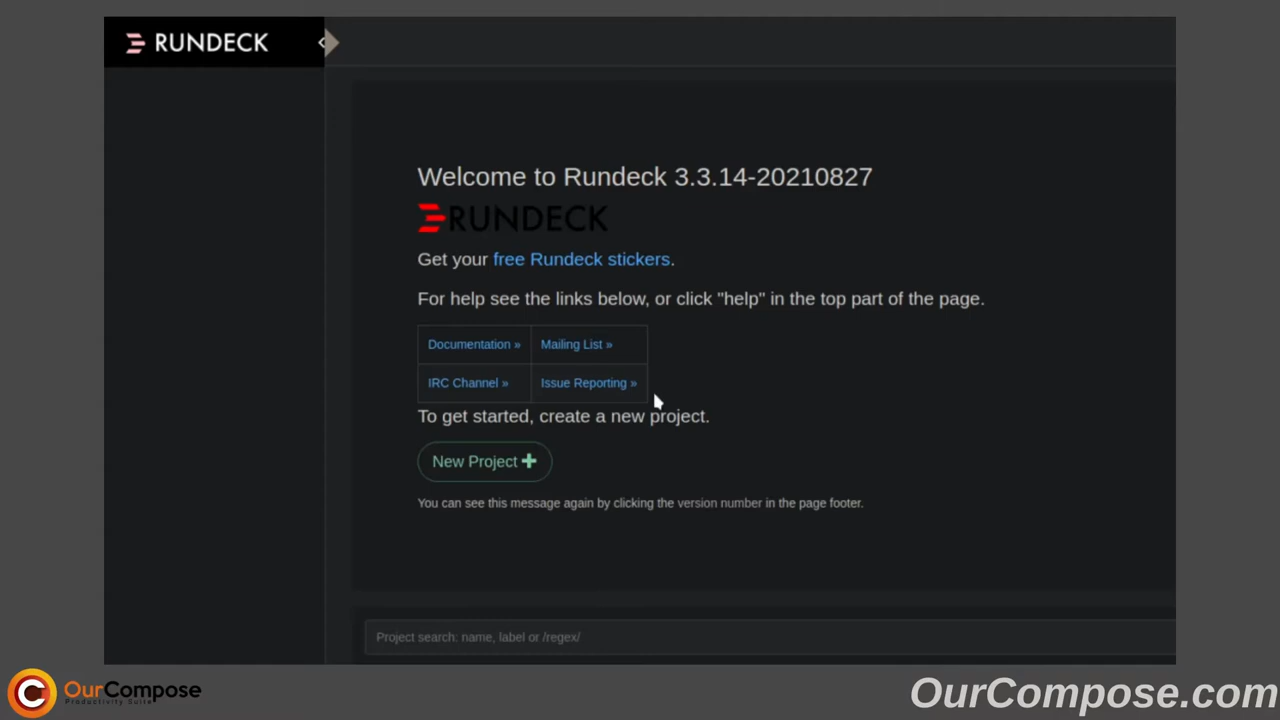 RUNDECK
Welcome to Rundeck 3.3.14-20210827
RUNDECK
Get your free Rundeck stickers.
For help see the links below, or click "help" in the top part of the page.
Documentation » Mailing List »
IRC Channel » Issue Reporting »
To get started, create a new project.
New Project +
You can see this message again by clicking the version number in the page footer.
Project search: name, label or /regex/
OurCompose
Productivity Suite
OurCompose.com